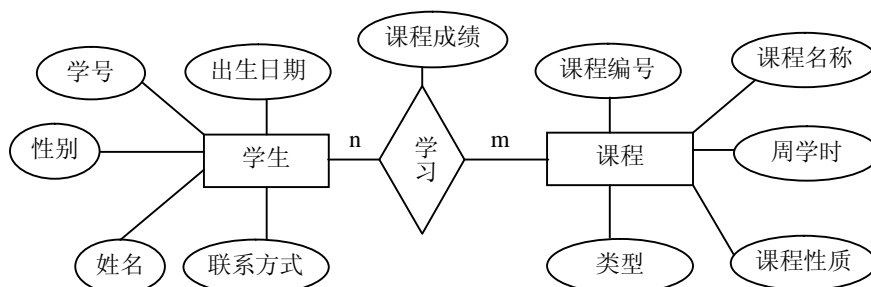 课程成绩
学号
出生日期
课程编号
课程名称
性别
学生
n
学习
m
课程
周学时
姓名
联系方式
类型
课程性质